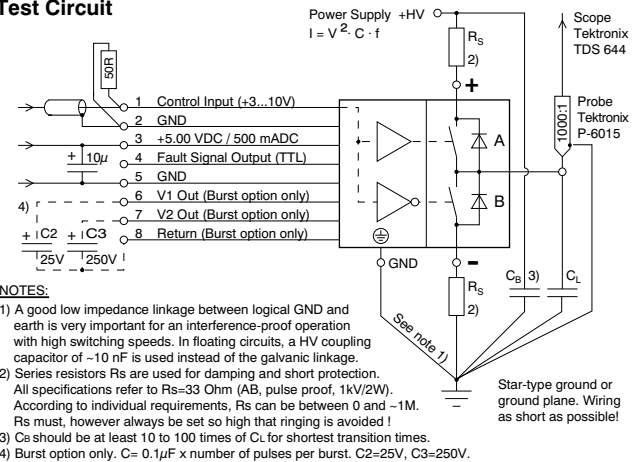 Test Circuit
Power Supply +HV
I = V 2· C · f
Scope
Tektronix
TDS 644
RS
2)
+
50R
1 Control Input (+3...10V)
2 GND
3 +5.00 VDC / 500 mADC
4 Fault Signal Output (TTL)
5 GND
6 V1 Out (Burst option only)
7 V2 Out (Burst option only)
8 Return (Burst option only)
+ 10µ
4)
+ C2
25V
+ C3
250V
A
B
1000:1
Probe
Tektronix
P-6015
GND
–
RS
2)
CB 3)
CL
See note 1)
Star-type ground or
ground plane. Wiring
as short as possible!
NOTES:
1) A good low impedance linkage between logical GND and
earth is very important for an interference-proof operation
with high switching speeds. In floating circuits, a HV coupling
capacitor of ~10 nF is used instead of the galvanic linkage.
2) Series resistors Rs are used for damping and short protection.
All specifications refer to Rs=33 Ohm (AB, pulse proof, 1kV/2W).
According to individual requirements, Rs can be between 0 and ~1M.
Rs must, however always be set so high that ringing is avoided !
3) CB should be at least 10 to 100 times of CL for shortest transition times.
4) Burst option only. C= 0.1µF x number of pulses per burst. C2=25V, C3=250V.